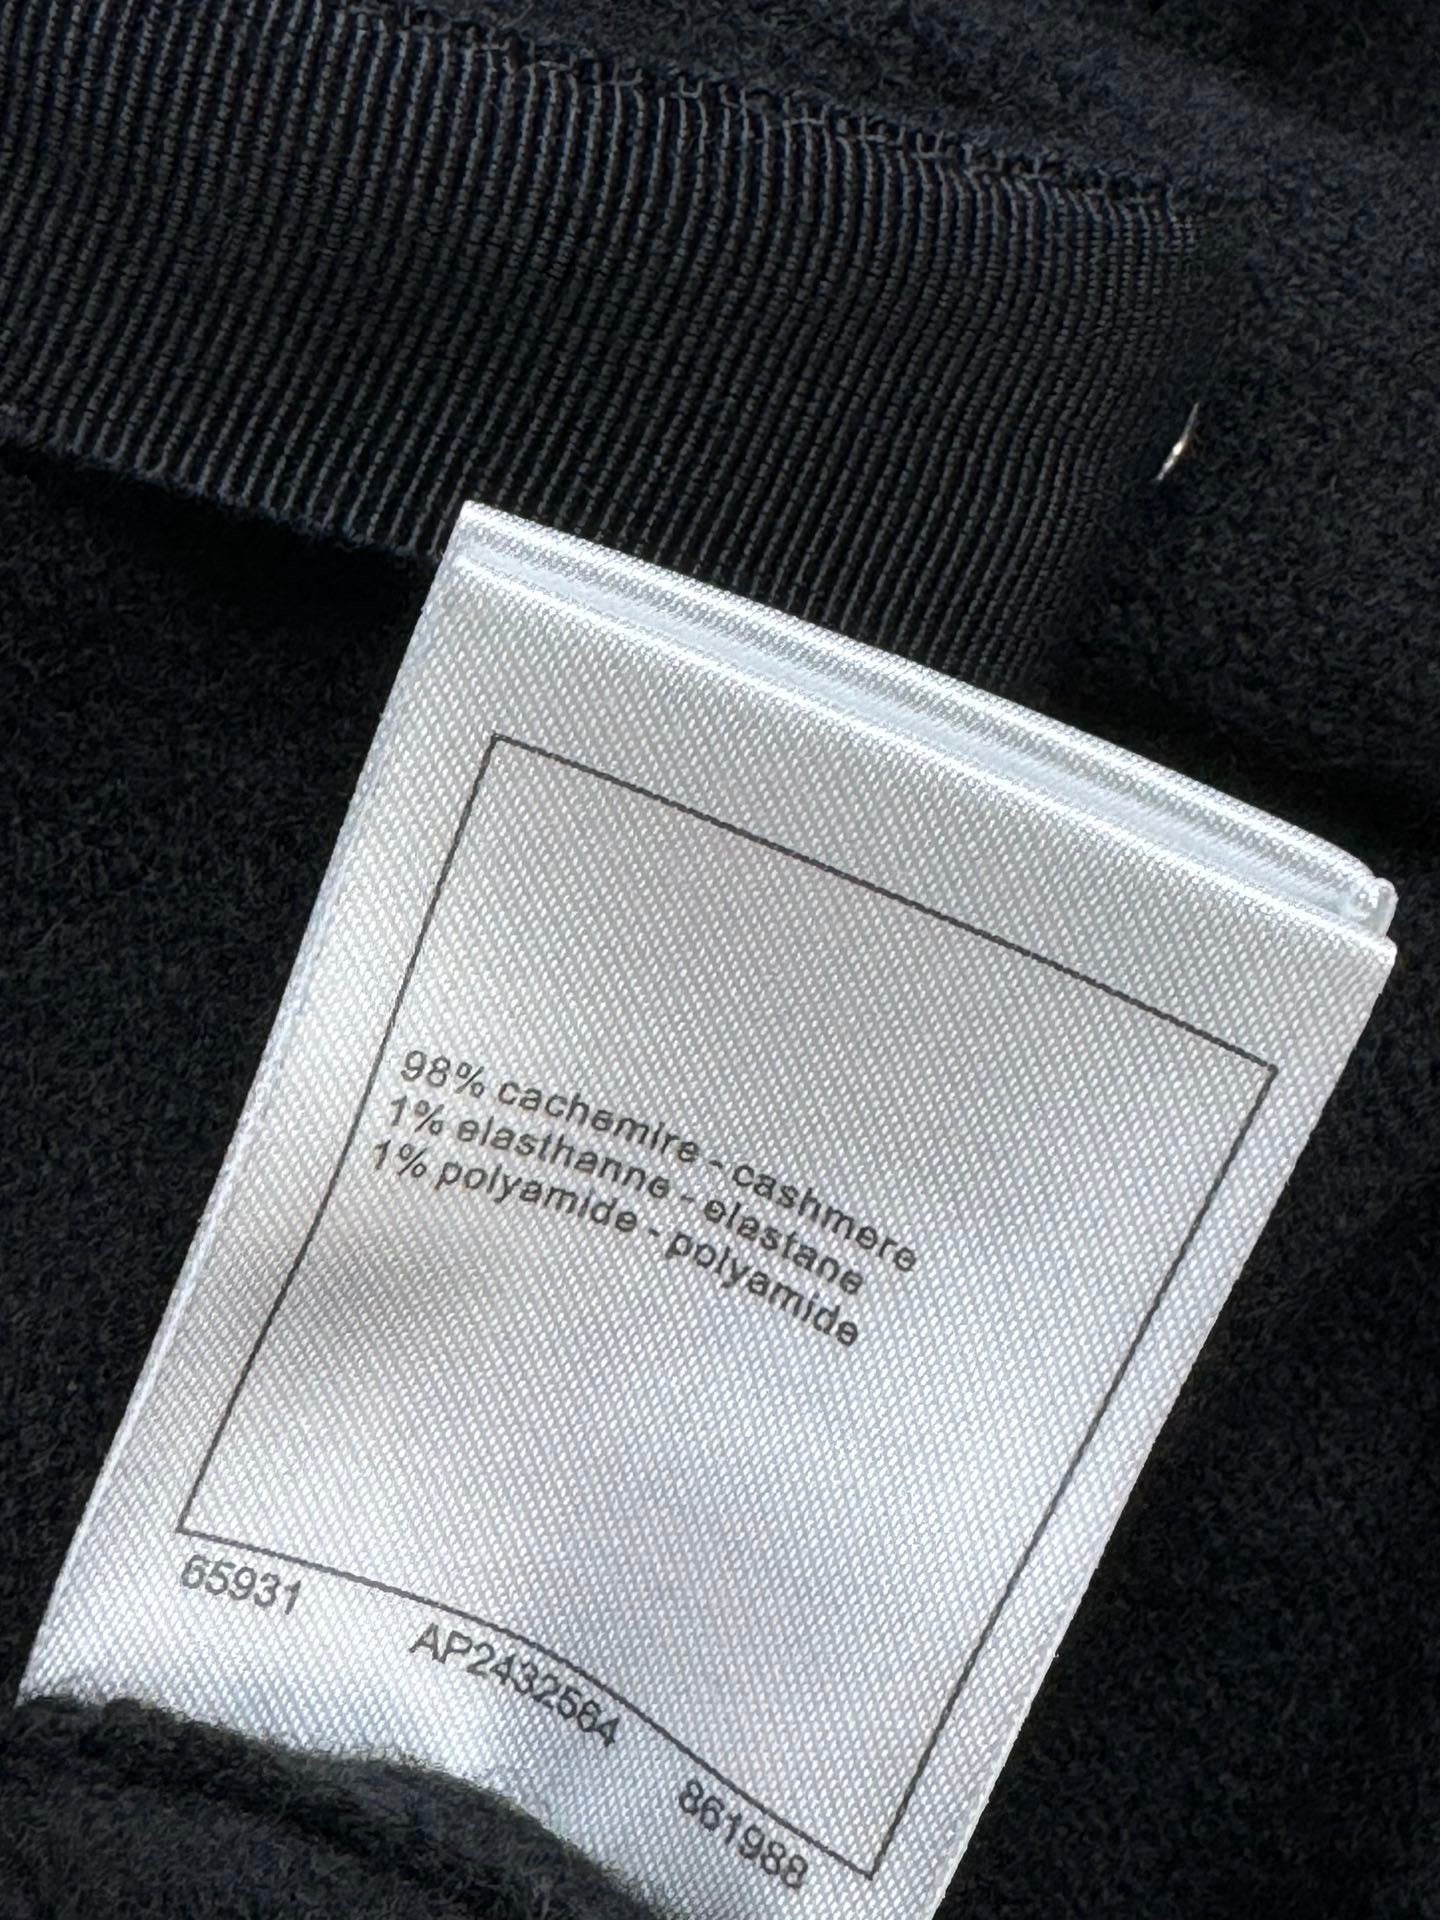 98% cachemire - cashmere
1% elasthanne - elastane
1% polyamide - polyamide
65931
AP2432564
861988